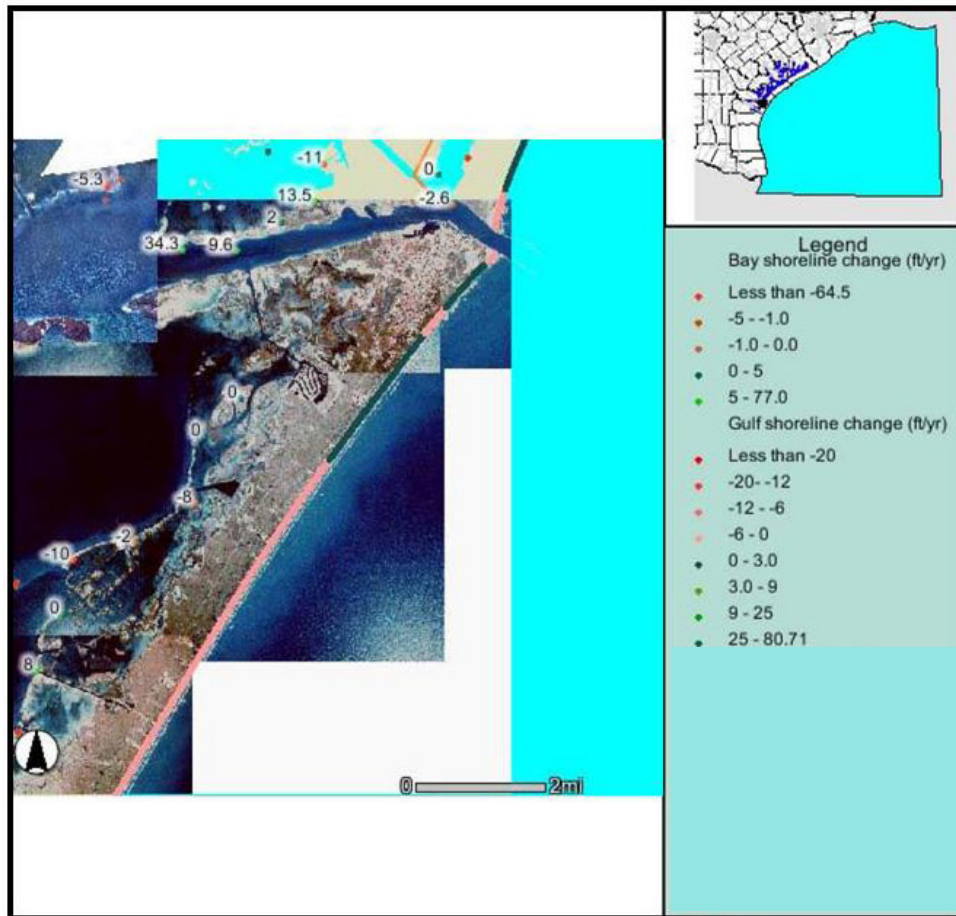 -11
0
-5.3
13.5
-2.6
2
34.3
9.6
0
0
-8
-2
-10
0
8
0
2mi
Legend
Bay shoreline change (ft/yr)
Less than -64.5
-5 - -1.0
-1.0 - 0.0
0 - 5
5 - 77.0
Gulf shoreline change (ft/yr)
Less than -20
-20- -12
-12 - -6
-6 - 0
0 - 3.0
3.0 - 9
9 - 25
25 - 80.71